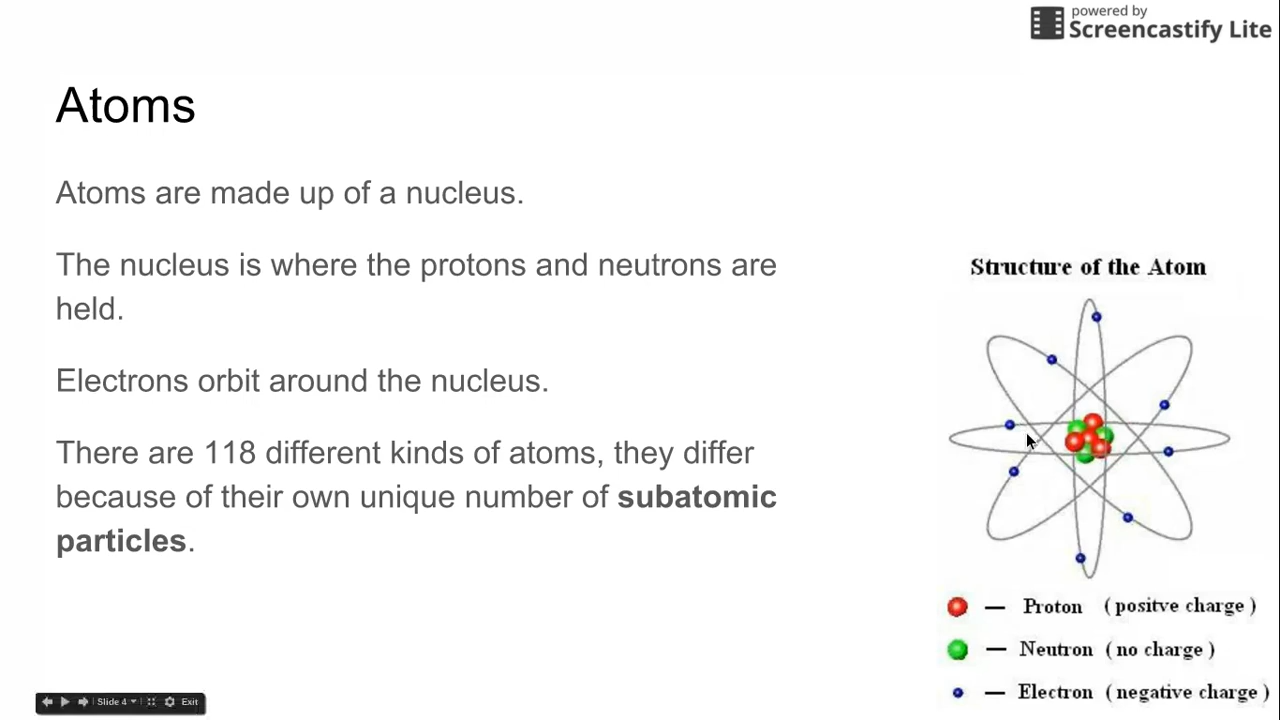 powered by
Screencastify Lite
Atoms
Atoms are made up of a nucleus.
The nucleus is where the protons and neutrons are
held.
Electrons orbit around the nucleus.
There are 118 different kinds of atoms, they differ
because of their own unique number of subatomic
particles.
Structure of the Atom
— Proton ( positve charge )
— Neutron ( no charge )
— Electron ( negative charge )
Slide 4 Exit